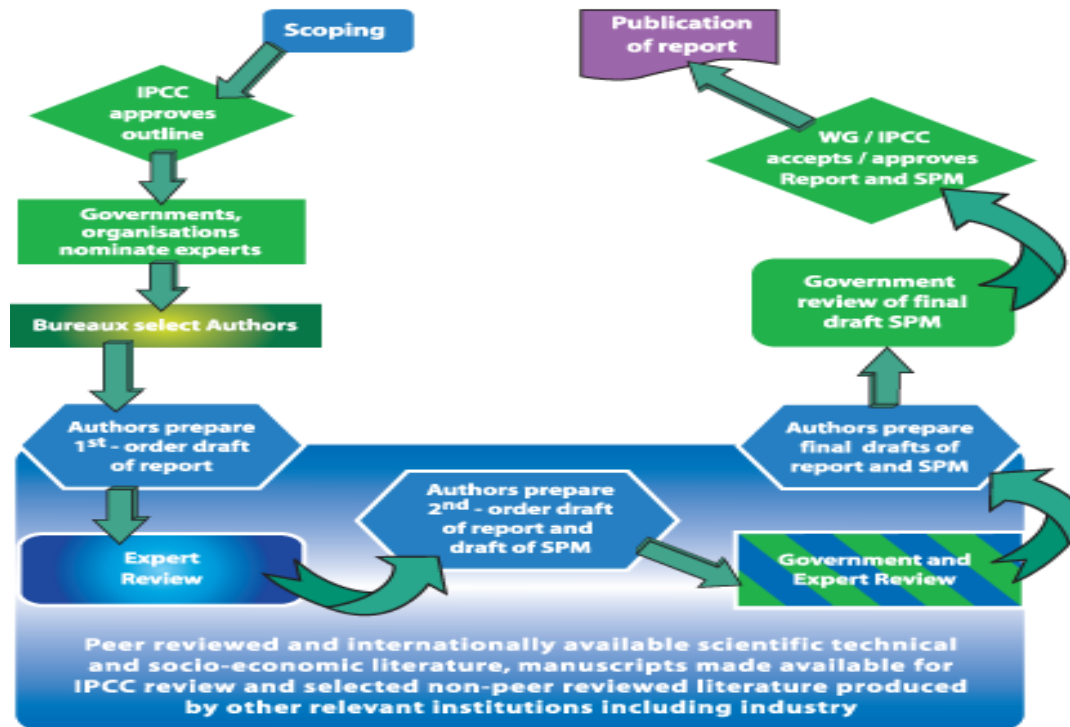 Scoping
IPCC
approves
outline
Governments,
organisations
nominate experts
Bureaux select Authors
Authors prepare
1st - order draft
of report
Expert
Review
Authors prepare
2nd - order draft
of report and
draft of SPM
Government and
Expert Review
Authors prepare
final drafts of
report and SPM
Government
review of final
draft SPM
WG / IPCC
accepts / approves
Report and SPM
Publication
of report
Peer reviewed and internationally available scientific technical
and socio-economic literature, manuscripts made available for
IPCC review and selected non-peer reviewed literature produced
by other relevant institutions including industry